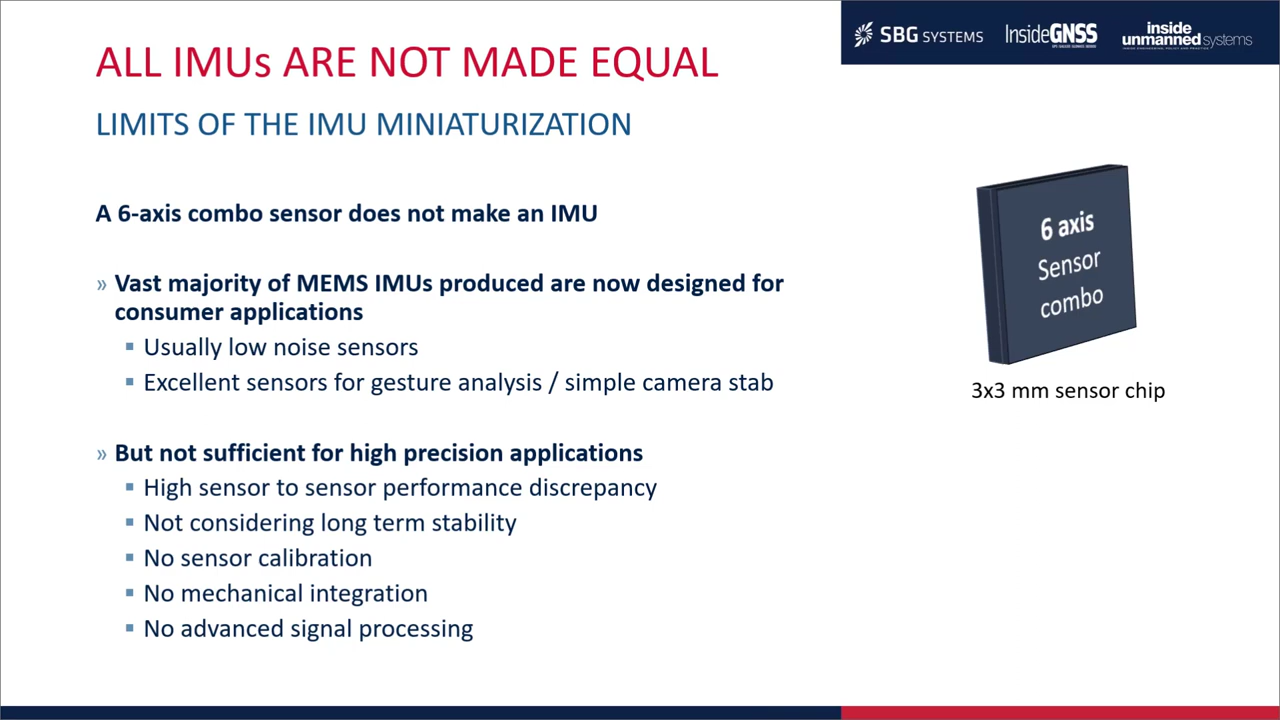 SBG SYSTEMS
InsideGNSS
inside
unmanned systems
ALL IMUs ARE NOT MADE EQUAL
LIMITS OF THE IMU MINIATURIZATION
A 6-axis combo sensor does not make an IMU
» Vast majority of MEMS IMUs produced are now designed for
consumer applications
▪ Usually low noise sensors
▪ Excellent sensors for gesture analysis / simple camera stab
» But not sufficient for high precision applications
▪ High sensor to sensor performance discrepancy
▪ Not considering long term stability
▪ No sensor calibration
▪ No mechanical integration
▪ No advanced signal processing
6 axis
Sensor
combo
3x3 mm sensor chip